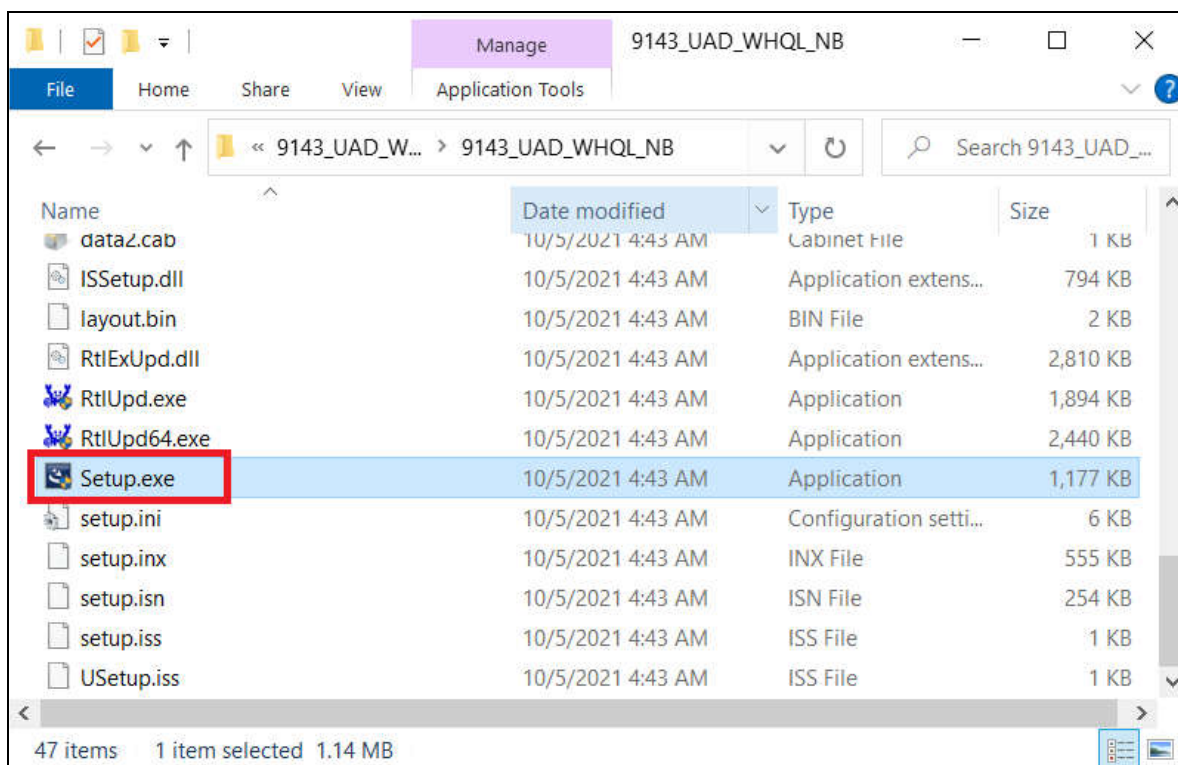 Manage 9143_UAD_WHQL_NB
File Home Share View Application Tools ?
« 9143_UAD_W... > 9143_UAD_WHQL_NB Search 9143_UAD_...
Name Date modified Type Size
data2.cab 10/5/2021 4:43 AM Cabinet File 1 KB
ISSetup.dll 10/5/2021 4:43 AM Application extens... 794 KB
layout.bin 10/5/2021 4:43 AM BIN File 2 KB
RtlExUpd.dll 10/5/2021 4:43 AM Application extens... 2,810 KB
RtlUpd.exe 10/5/2021 4:43 AM Application 1,894 KB
RtlUpd64.exe 10/5/2021 4:43 AM Application 2,440 KB
Setup.exe 10/5/2021 4:43 AM Application 1,177 KB
setup.ini 10/5/2021 4:43 AM Configuration setti... 6 KB
setup.inx 10/5/2021 4:43 AM INX File 555 KB
setup.isn 10/5/2021 4:43 AM ISN File 254 KB
setup.iss 10/5/2021 4:43 AM ISS File 1 KB
USetup.iss 10/5/2021 4:43 AM ISS File 1 KB
47 items 1 item selected 1.14 MB